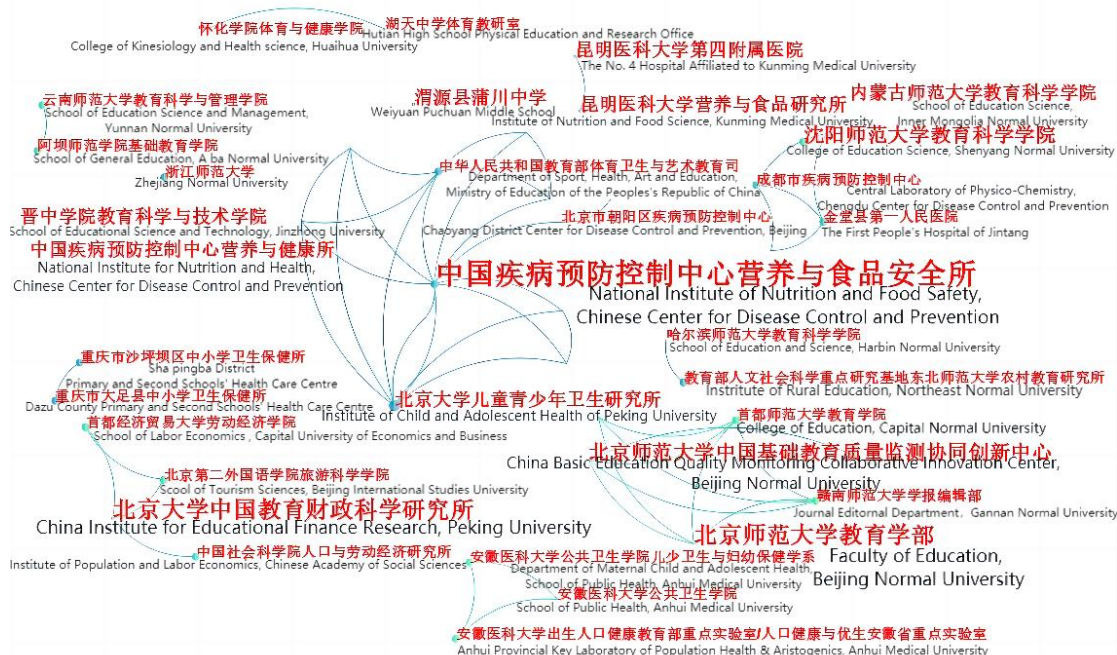 怀化学院体育与健康学院
College of Kinesiology and Health science, Huaihua University
湖天中学体育教研室
Hutian High School Physical Education and Research Office
昆明医科大学第四附属医院
The No. 4 Hospital Affiliated to Kunming Medical University
云南师范大学教育科学与管理学院
School of Education Science and Management,
Yunnan Normal University
渭源县蒲川中学
Weiyuan Puchuan Middle School
昆明医科大学营养与食品研究所
Institute of Nutrition and Food Science, Kunming Medical University
内蒙古师范大学教育科学学院
School of Education Science,
Inner Mongolia Normal University
沈阳师范大学教育科学学院
College of Education Science, Shenyang Normal University
阿坝师范学院基础教育学院
School of General Education, A ba Normal University
浙江师范大学
Zhejiang Normal University
中华人民共和国教育部体育卫生与艺术教育司
Department of Sport, Health, Art and Education,
Ministry of Education of the Peoples's Republic of China
成都市疾病预防控制中心
Central Laboratory of Physico-Chemistry,
Chengdu Center for Disease Control and Prevention
晋中学院教育科学与技术学院
School of Educational Science and Technology, Jinzhong University
北京市朝阳区疾病预防控制中心
Chaoyang District Center for Disease Control and Prevention, Beijing
金堂县第一人民医院
The First People's Hospital of Jintang
中国疾病预防控制中心营养与健康所
National Institute for Nutrition and Health,
Chinese Center for Disease Control and Prevention
中国疾病预防控制中心营养与食品安全所
National Institute of Nutrition and Food Safety,
Chinese Center for Disease Control and Prevention
哈尔滨师范大学教育科学学院
School of Education and Science, Harbin Normal University
重庆市沙坪坝区中小学卫生保健所
Sha pingba District
Primary and Second Schools' Health Care Centre
教育部人文社会科学重点研究基地东北师范大学农村教育研究所
Instricute of Rural Education, Northeast Normal University
重庆市大足县中小学卫生保健所
Dazu County Primary and Second Schools' Health Care Centre
北京大学儿童青少年卫生研究所
Institute of Child and Adolescent Health of Peking University
首都经济贸易大学劳动经济学院
School of Labor Economics , Capital University of Economics and Business
首都师范大学教育学院
College of Education, Capital Normal University
北京师范大学中国基础教育质量监测协同创新中心
China Basic Education Quality Monitoring Collaborative Innovation Center,
Beijing Normal University
北京第二外国语学院旅游科学学院
Scool of Tourism Sciences, Beijing International Studies University
赣南师范大学学报编辑部
Journal Editornal Department, Gannan Normal University
北京大学中国教育财政科学研究所
China Institute for Educational Finance Research, Peking University
北京师范大学教育学部
Faculty of Education,
Beijing Normal University
中国社会科学院人口与劳动经济研究所
Institute of Population and Labor Economics, Chinese Academy of Social Sciences
安徽医科大学公共卫生学院儿少卫生与妇幼保健学系
Department of Maternal Child and Adolescent Health,
School of Public Health, Anhui Medical University
安徽医科大学公共卫生学院
School of Public Health, Anhui Medical University
安徽医科大学出生人口健康教育部重点实验室/人口健康与优生安徽省重点实验室
Anhui Provincial Key Laboratory of Population Health & Aristogenics, Anhui Medical University